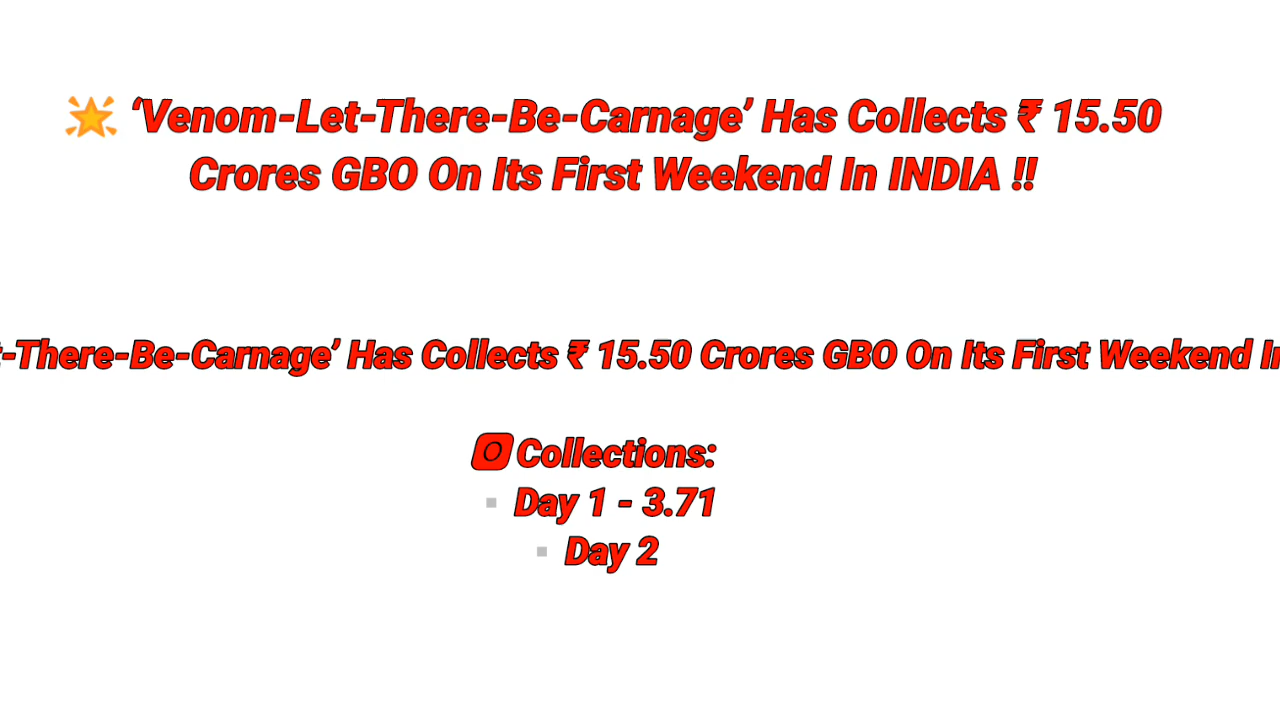 🌟 ‘Venom-Let-There-Be-Carnage’ Has Collects ₹ 15.50
Crores GBO On Its First Weekend In INDIA !!
-There-Be-Carnage’ Has Collects ₹ 15.50 Crores GBO On Its First Weekend In
🅾 Collections:
▫ Day 1 - 3.71
▫ Day 2